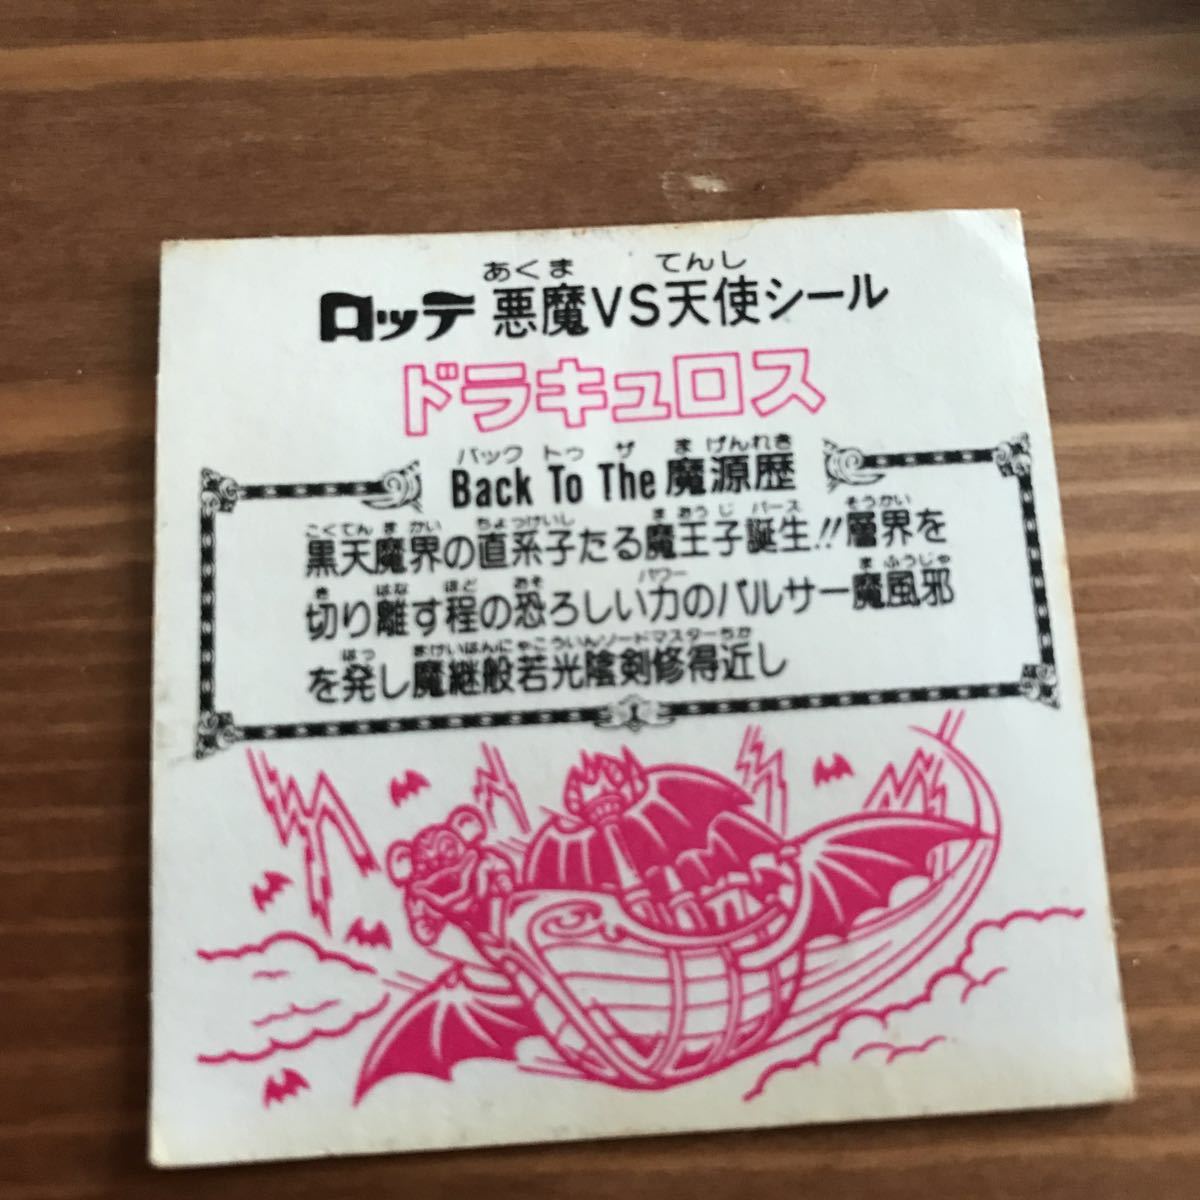 あくま てんし
ロッテ 悪魔VS天使シール
ドラキュロス
バック トゥ ザ ま げんれき
Back To The 魔源歴
こくてん ま かい ちょっけいし ま おう じ バース そうかい
黒天魔界の直系子たる魔王子誕生!!層界を
き はな ほど おそ パワー ま ふうじゃ
切り離す程の恐ろしい力のパルサー魔風邪
はっ まけいはんにゃこういんソードマスターちか
を発し魔継般若光陰剣修得近し